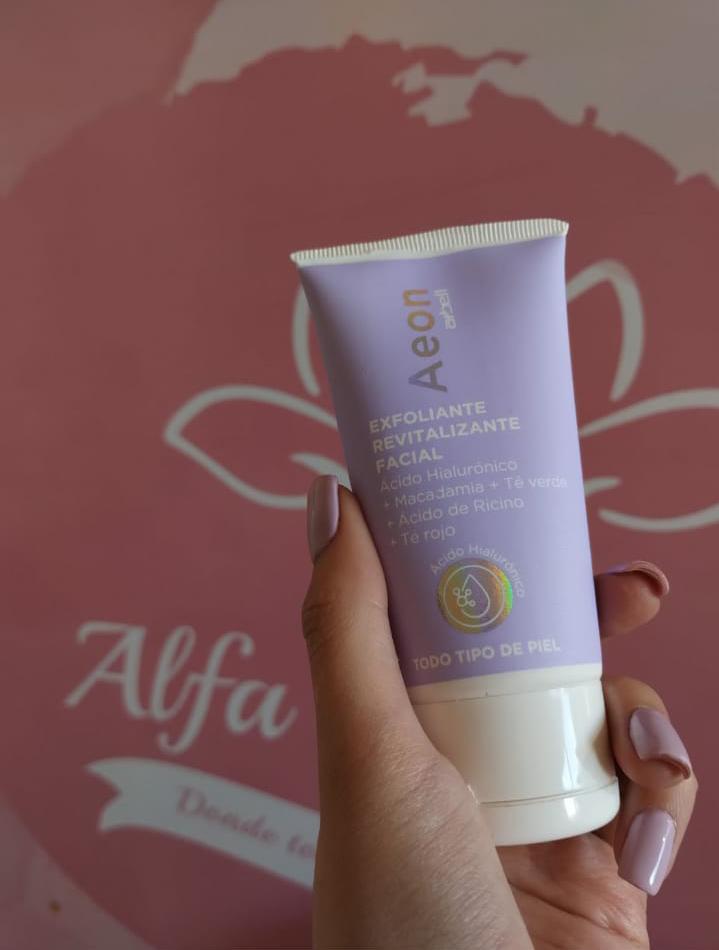 Aeon
arbell
EXFOLIANTE
REVITALIZANTE
FACIAL
Ácido Hialurónico
+ Macadamia + Té verde
+ Ácido de Ricino
+ Té rojo
Ácido Hialurónico
TODO TIPO DE PIEL
Alfa
Donde